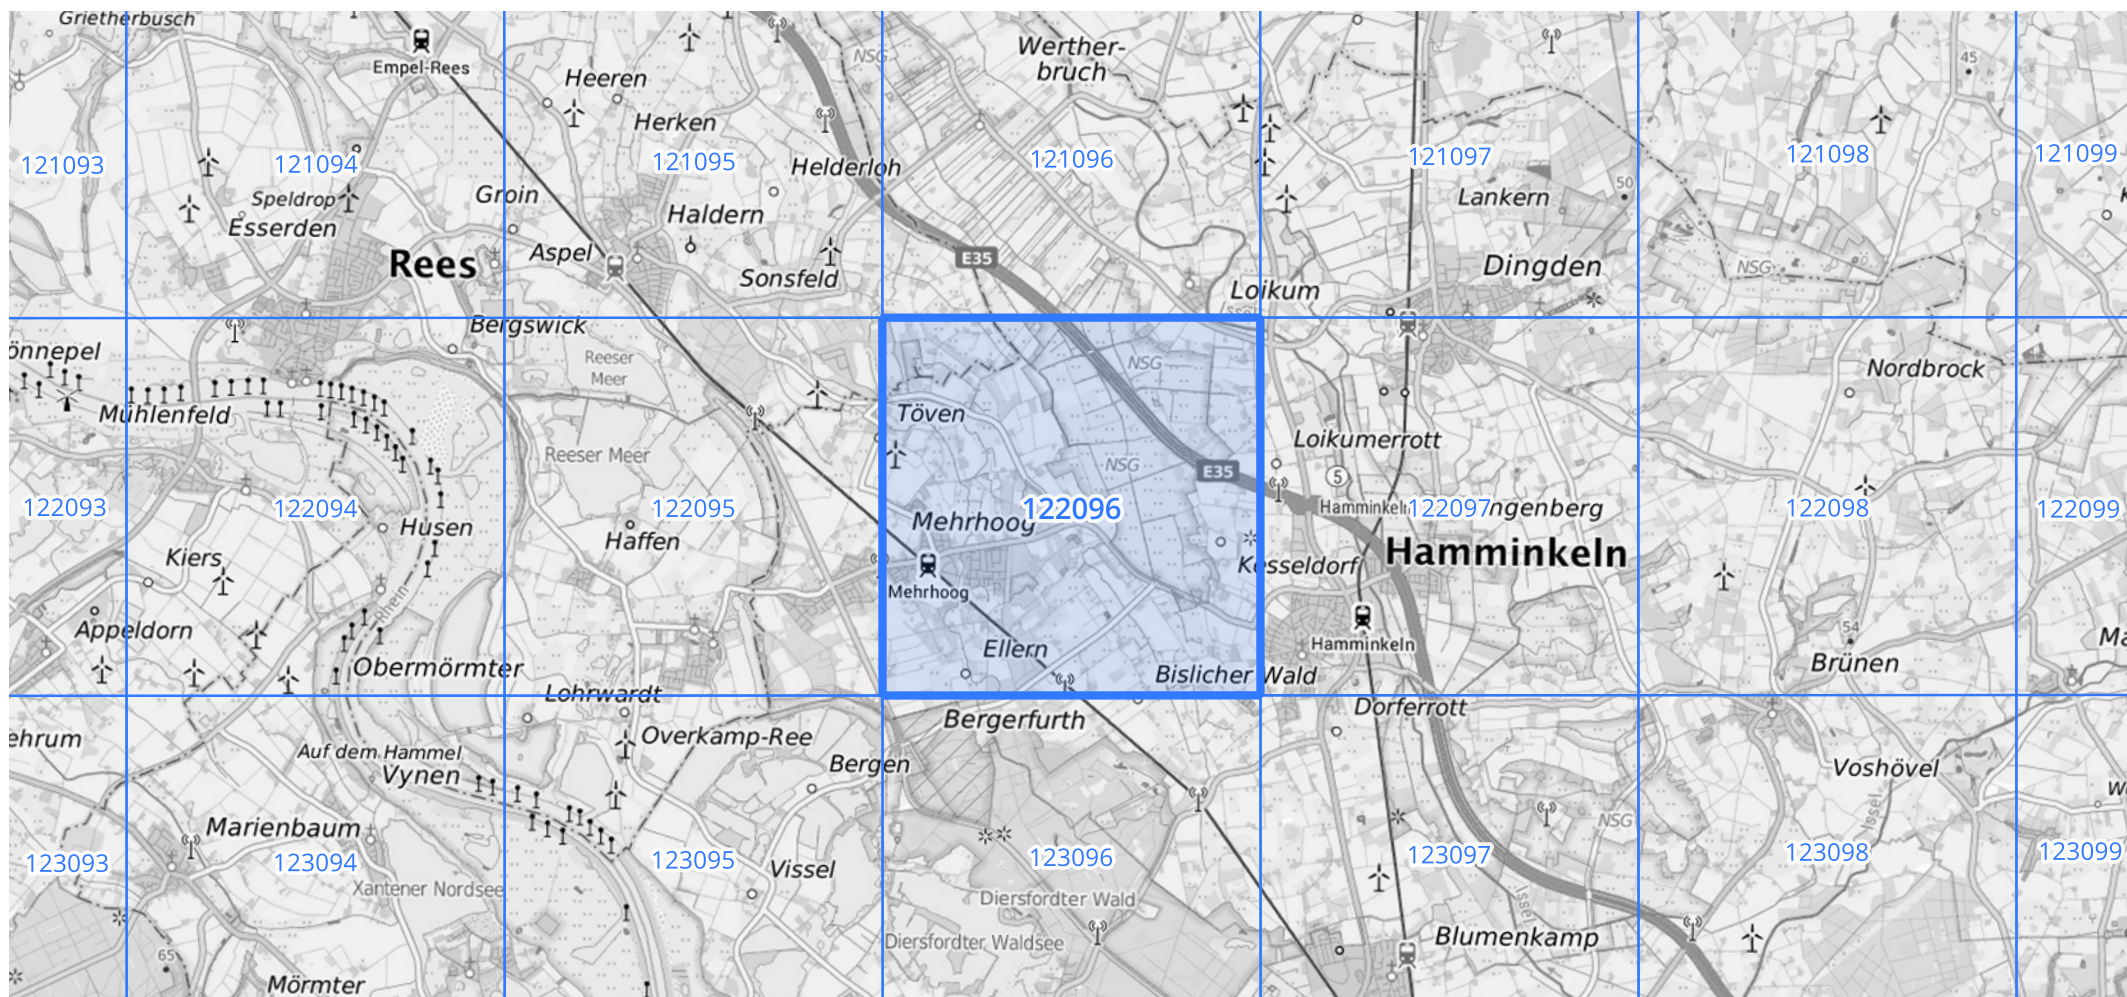 Grietherbusch
Empel-Rees
Heeren
NSG
Werther-
bruch
45
Herken
121093
121094
121095
Helderloh
121096
121097
121098
121099
Speldrop
Esserden
Groin
Haldern
Lankern
50
NSG
Rees
Aspel
Sonsfeld
E35
Loikum
Dingden
NSG
Bergswick
önnepel
Reeser
Meer
NSG
Nordbrock
Mühlenfeld
Töven
Reeser Meer
NSG
E35
Loikumerrott
5
122093
122094
122095
122096
Hamminkeln
122097
ngenberg
122098
122099
Husen
Haffen
Mehrhoog
Kiers
Mehrhoog
Kesseldorf
Hamminkeln
Rhein
Appeldorn
Ellern
Hamminkeln
54
Brünen
Ma
Obermörmter
Bislicher Wald
Lohrwardt
Dorferrott
ehrum
Auf dem Hammel
Vynen
Overkamp-Ree
Bergen
Bergerfurth
Voshövel
Issel
NSG
Marienbaum
123093
123094
123095
123096
123097
123098
123099
Xantener Nordsee
Vissel
Diersfordter Wald
Issel
65
Mörmter
Diersfordter Waldsee
Blumenkamp